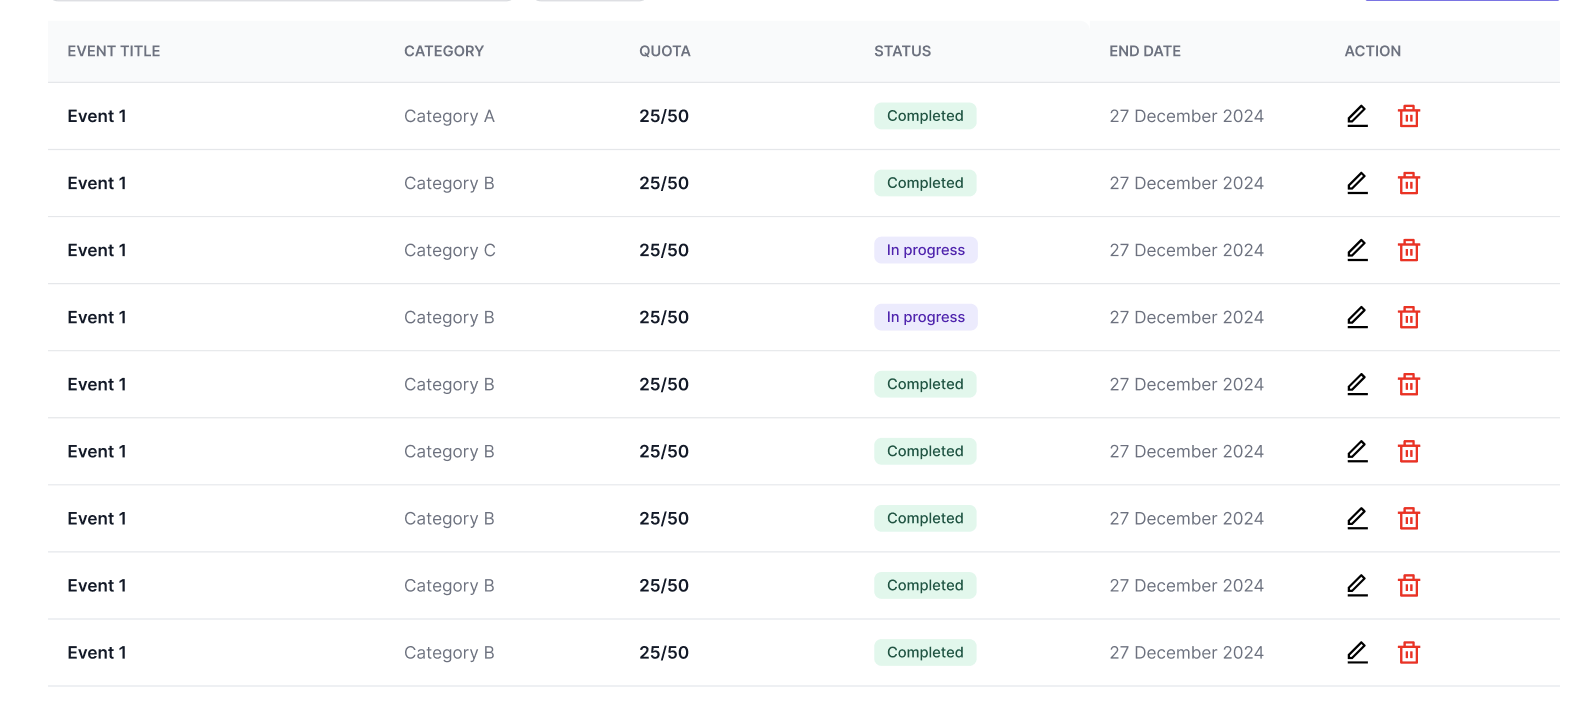 EVENT TITLE CATEGORY QUOTA STATUS END DATE ACTION
Event 1 Category A 25/50 Completed 27 December 2024
Event 1 Category B 25/50 Completed 27 December 2024
Event 1 Category C 25/50 In progress 27 December 2024
Event 1 Category B 25/50 In progress 27 December 2024
Event 1 Category B 25/50 Completed 27 December 2024
Event 1 Category B 25/50 Completed 27 December 2024
Event 1 Category B 25/50 Completed 27 December 2024
Event 1 Category B 25/50 Completed 27 December 2024
Event 1 Category B 25/50 Completed 27 December 2024